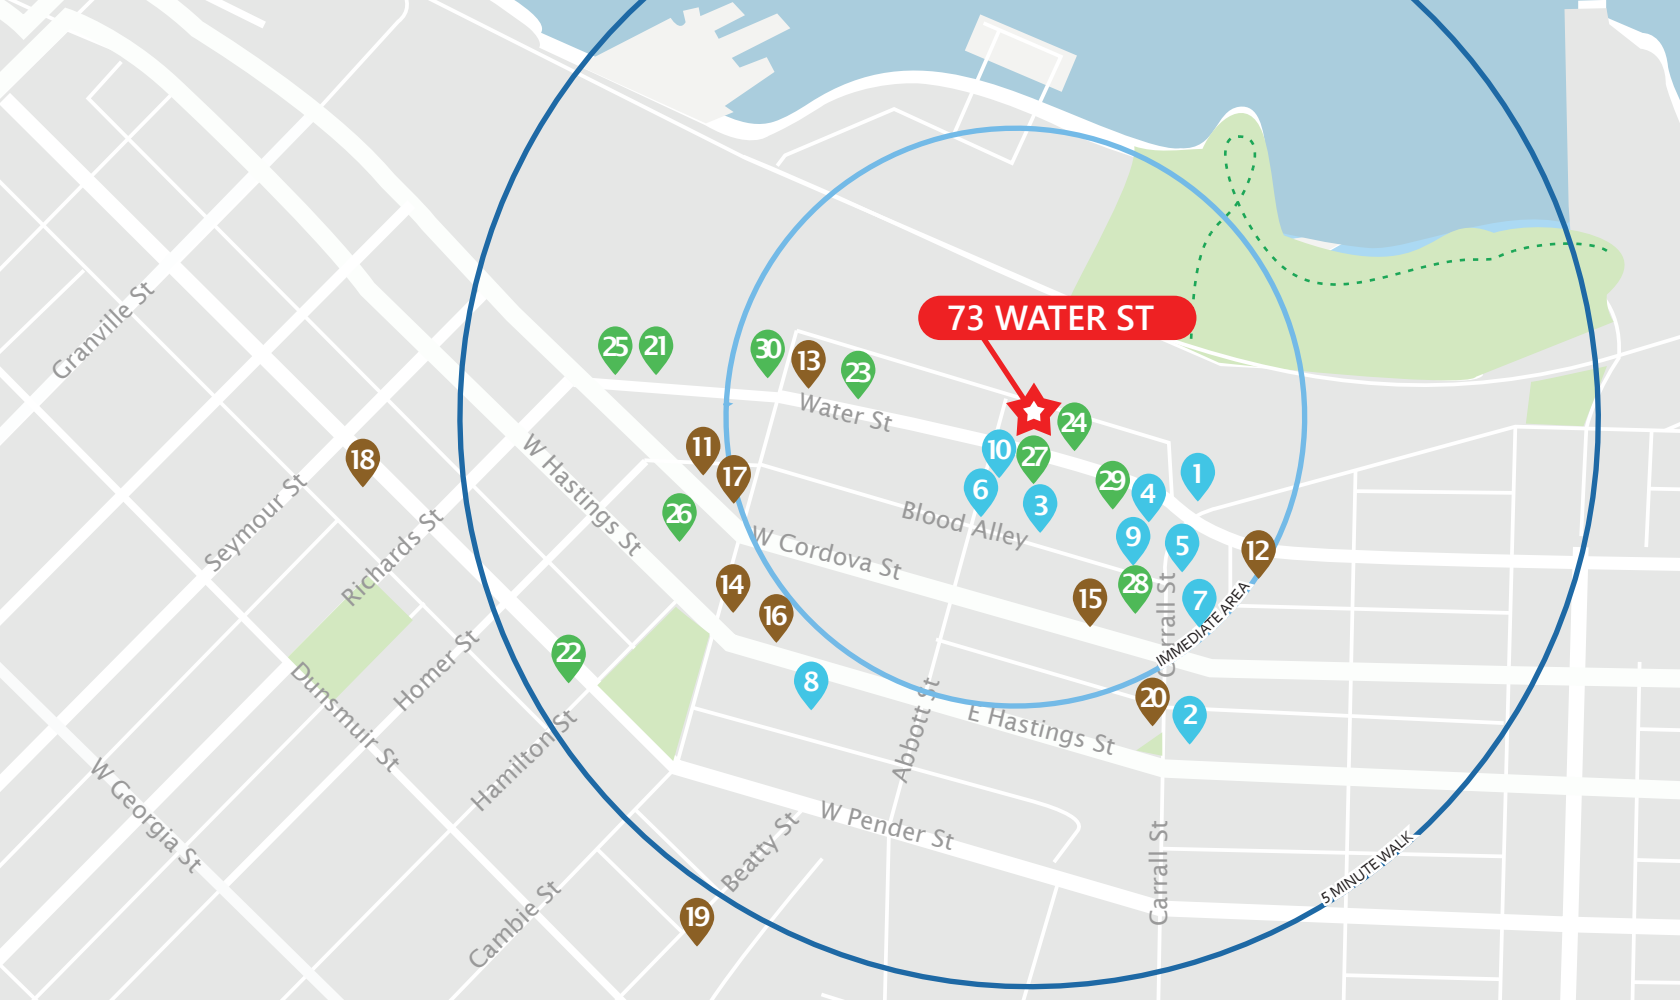 Granville St
73 WATER ST
25
21
30
13
23
Water St
24
10
27
11
17
18
W Hastings St
6
3
29
4
1
Blood Alley
26
W Cordova St
9
5
12
Seymour St
Richards St
14
16
15
28
Carrall St
7
IMMEDIATE AREA
22
Homer St
8
20
2
Dunsmuir St
Hamilton St
Abbott St
E Hastings St
W Georgia St
W Pender St
Beatty St
Carrall St
5 MINUTE WALK
Cambie St
19